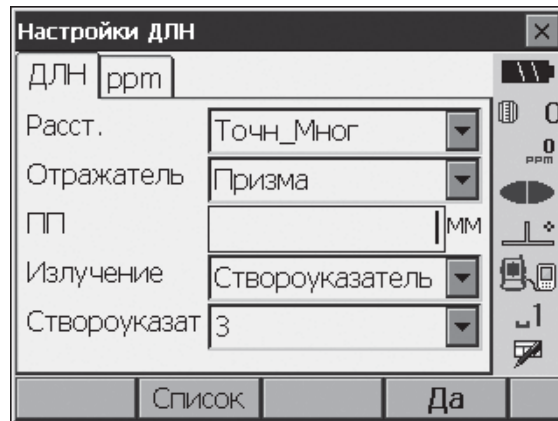 Настройки ДЛН
ДЛН ppm
Расст. Точн_Мног
0
Отражатель Призма
0
PPM
ПП мм
Излучение Створоуказатель
Створоуказат 3
1
Список Да